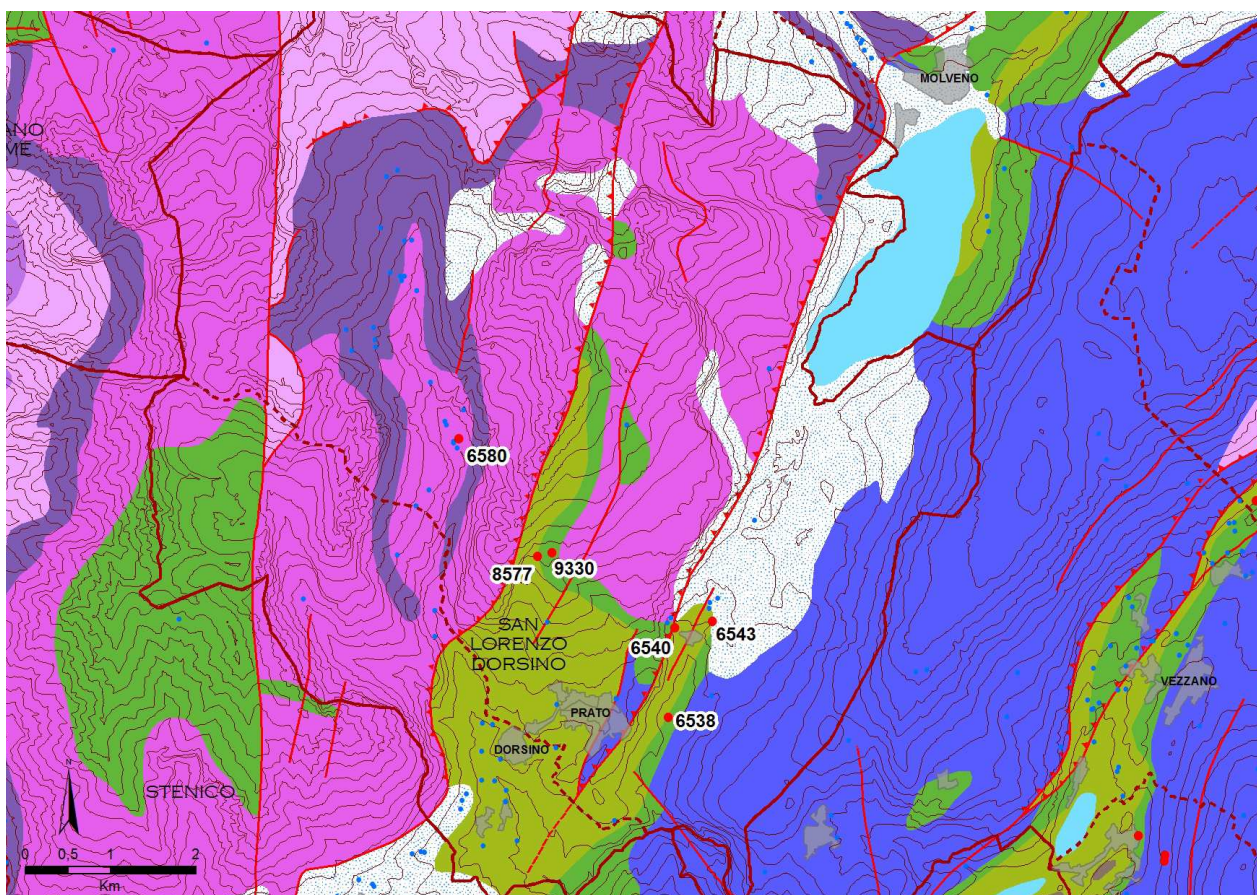 MOLVENO
ANO
ME
6580
8577
9330
SAN
LORENZO
DORSINO
6540
6543
6538
VEZZANO
PRATO
DORSINO
STENICO
N
0 0,5 1 2
Km